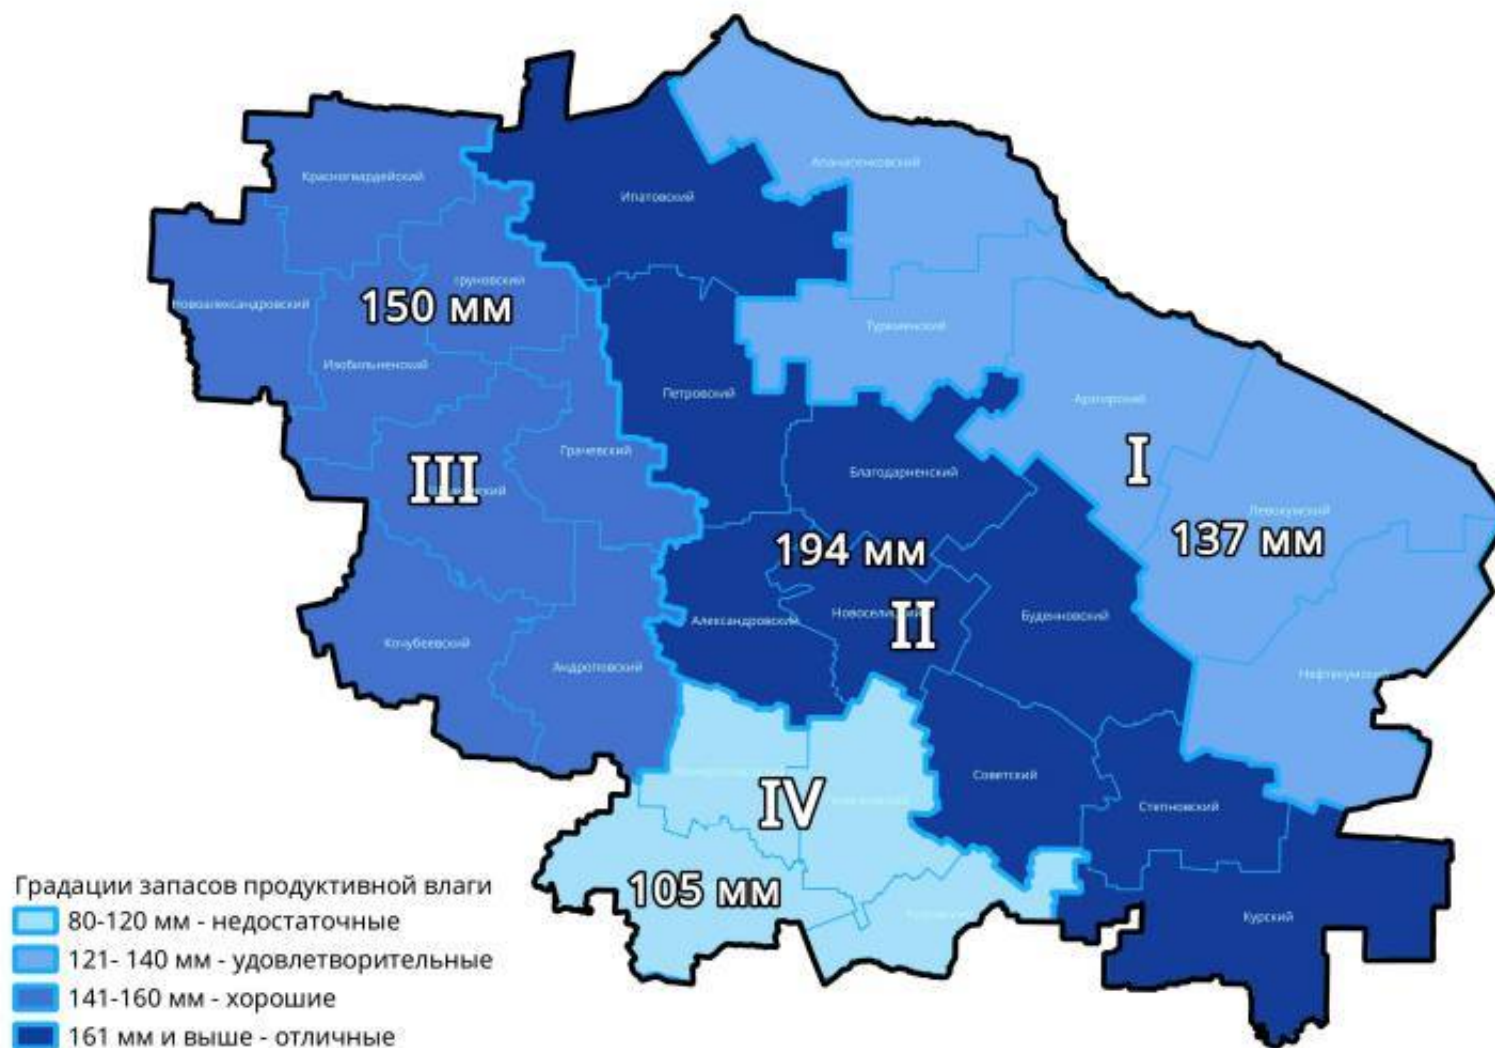 Апанасенковский
Красногвардейский
Ипатовский
150 мм
Новоалександровский
Туркменский
Изобильненский
Петровский
Арзгирский
Грачевский
Благодарненский
I
III
Левокумский
194 мм
137 мм
Александровский
Новоселицкий
II
Буденновский
Кочубеевский
Андроповский
Нефтекумский
Советский
IV
Степновский
105 мм
Курский
Градации запасов продуктивной влаги
80-120 мм - недостаточные
121- 140 мм - удовлетворительные
141-160 мм - хорошие
161 мм и выше - отличные